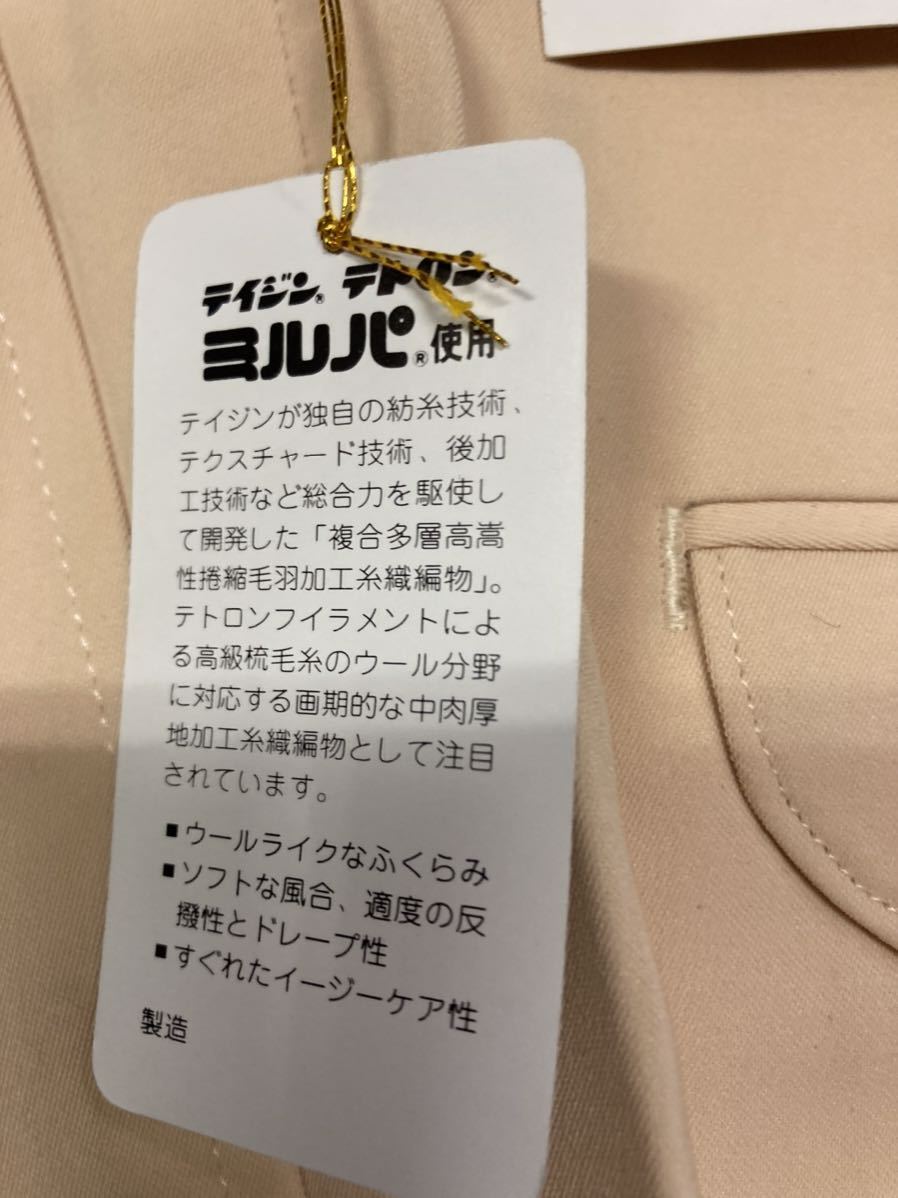 テイジン® テトロン®
ミルパ®使用
テイジンが独自の紡糸技術、
テクスチャード技術、後加
工技術など総合力を駆使し
て開発した「複合多層高嵩
性捲縮毛羽加工糸織編物」。
テトロンフイラメントによ
る高級梳毛糸のウール分野
に対応する画期的な中肉厚
地加工糸織編物として注目
されています。
■ウールライクなふくらみ
■ソフトな風合、適度の反
撥性とドレープ性
■すぐれたイージーケア性
製造